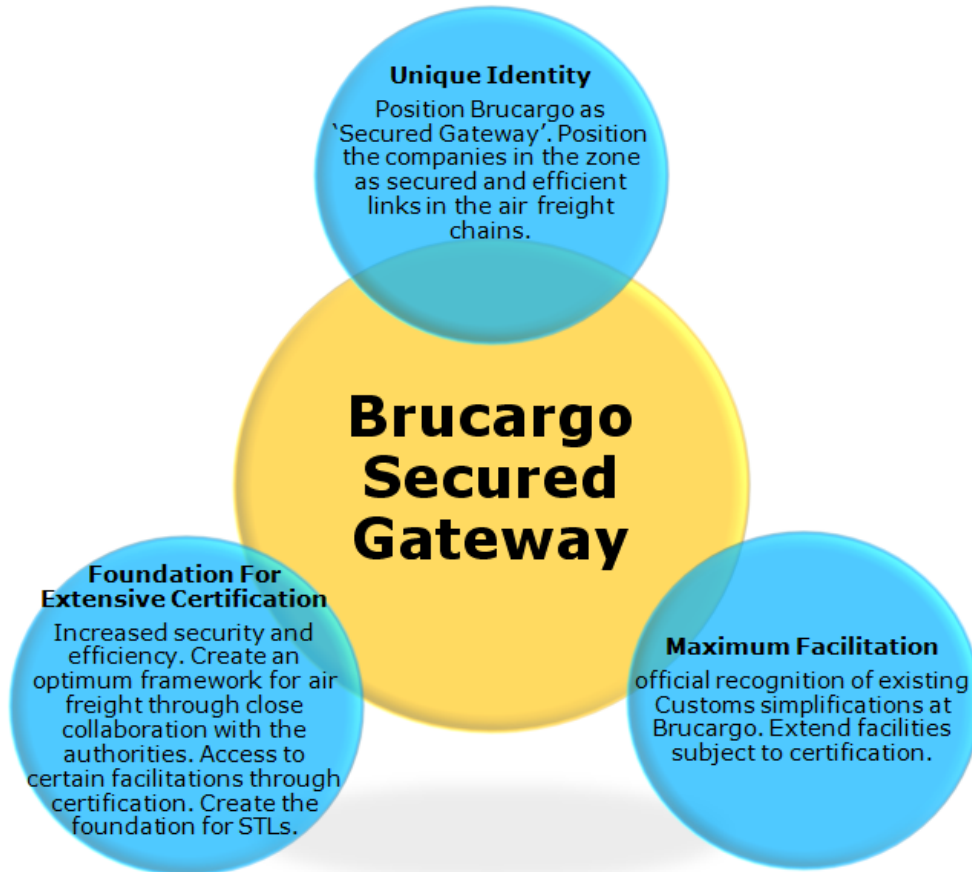 Unique Identity
Position Brucargo as
‘Secured Gateway’. Position
the companies in the zone
as secured and efficient
links in the air freight
chains.
Brucargo
Secured
Gateway
Foundation For
Extensive Certification
Increased security and
efficiency. Create an
optimum framework for air
freight through close
collaboration with the
authorities. Access to
certain facilitations through
certification. Create the
foundation for STLs.
Maximum Facilitation
official recognition of existing
Customs simplifications at
Brucargo. Extend facilities
subject to certification.